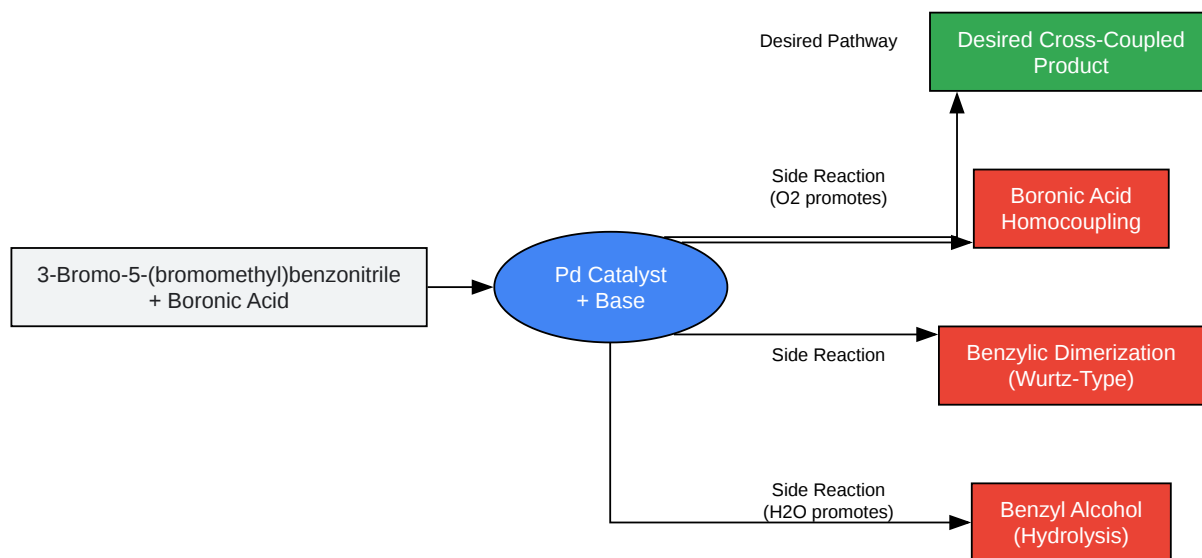 Desired Pathway
Desired Cross-Coupled
Product
Side Reaction
(O2 promotes)
Boronic Acid
Homocoupling
3-Bromo-5-(bromomethyl)benzonitrile
+ Boronic Acid
Pd Catalyst
+ Base
Side Reaction
Benzylic Dimerization
(Wurtz-Type)
Side Reaction
(H2O promotes)
Benzyl Alcohol
(Hydrolysis)